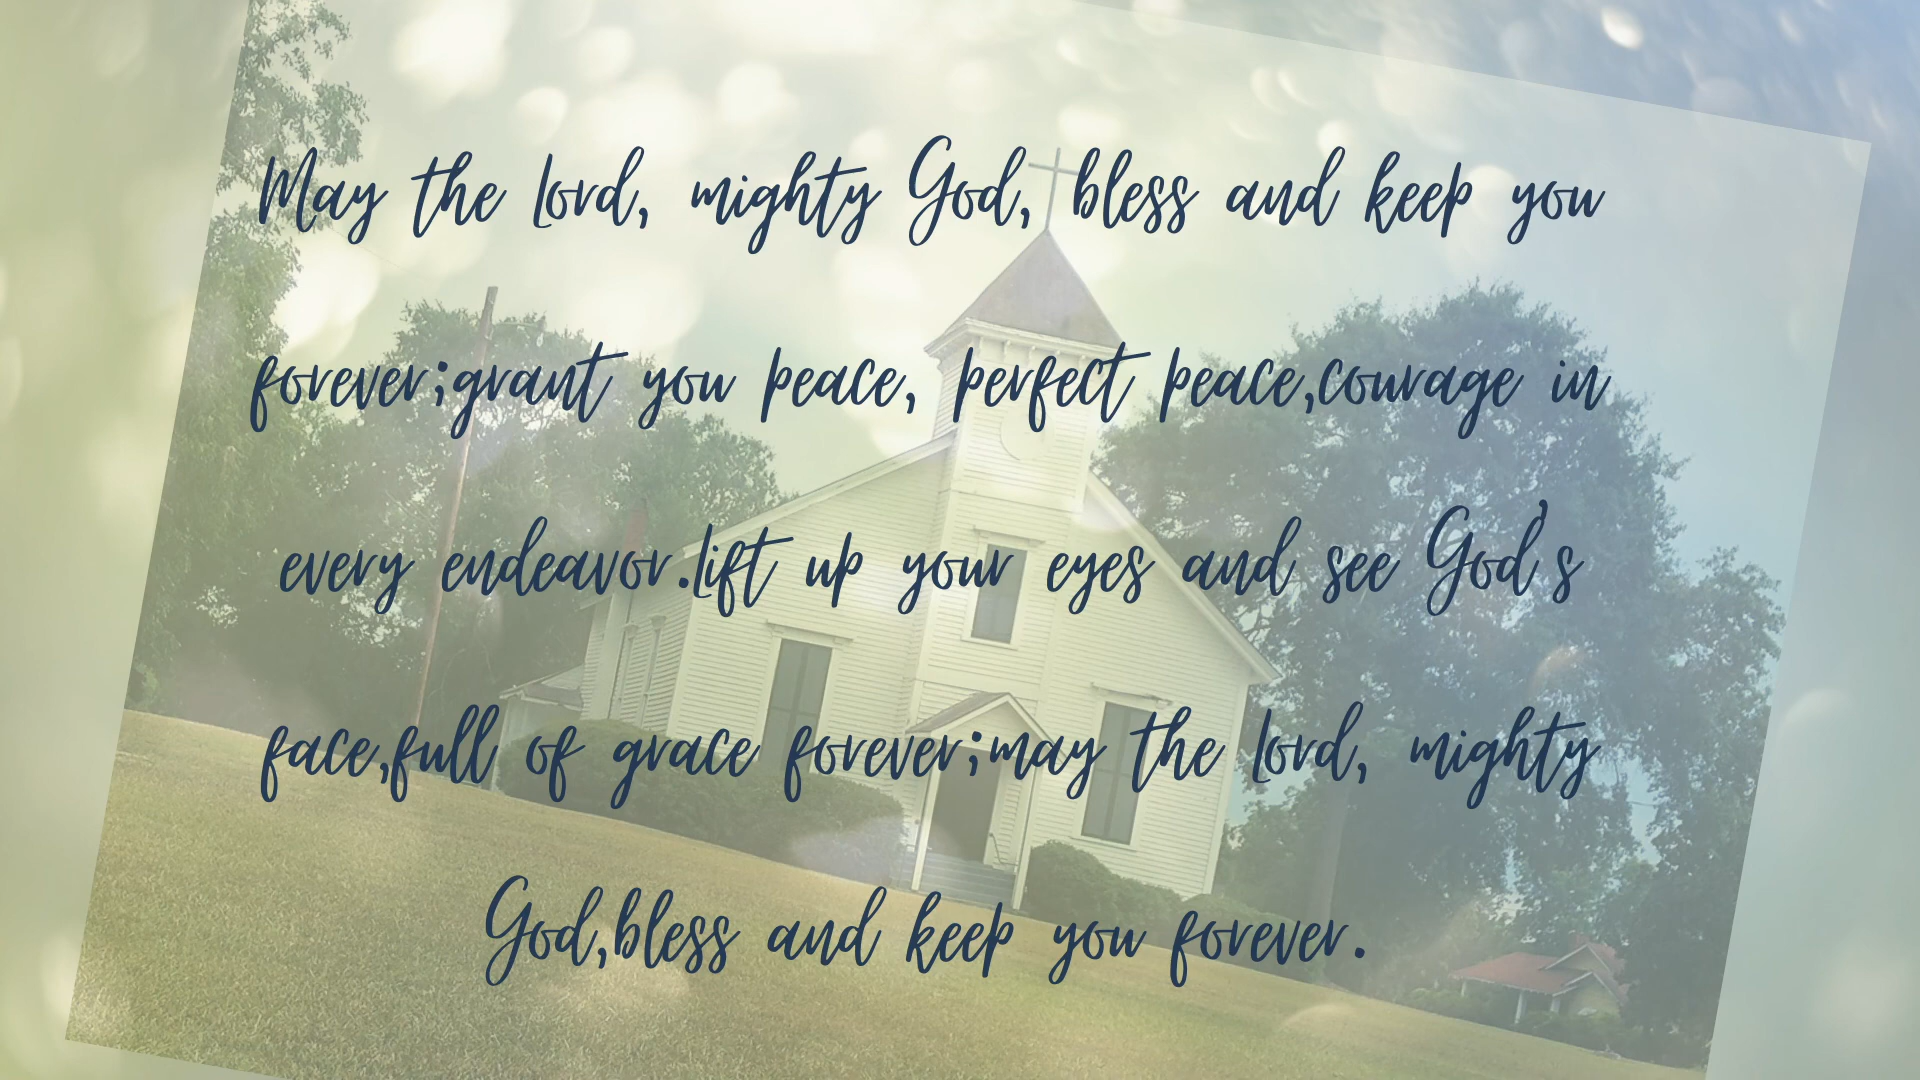 May the Lord, mighty God, bless and keep you
forever;grant you peace, perfect peace,courage in
every endeavor.Lift up your eyes and see God's
face,full of grace forever;may the Lord, mighty
God,bless and keep you forever.